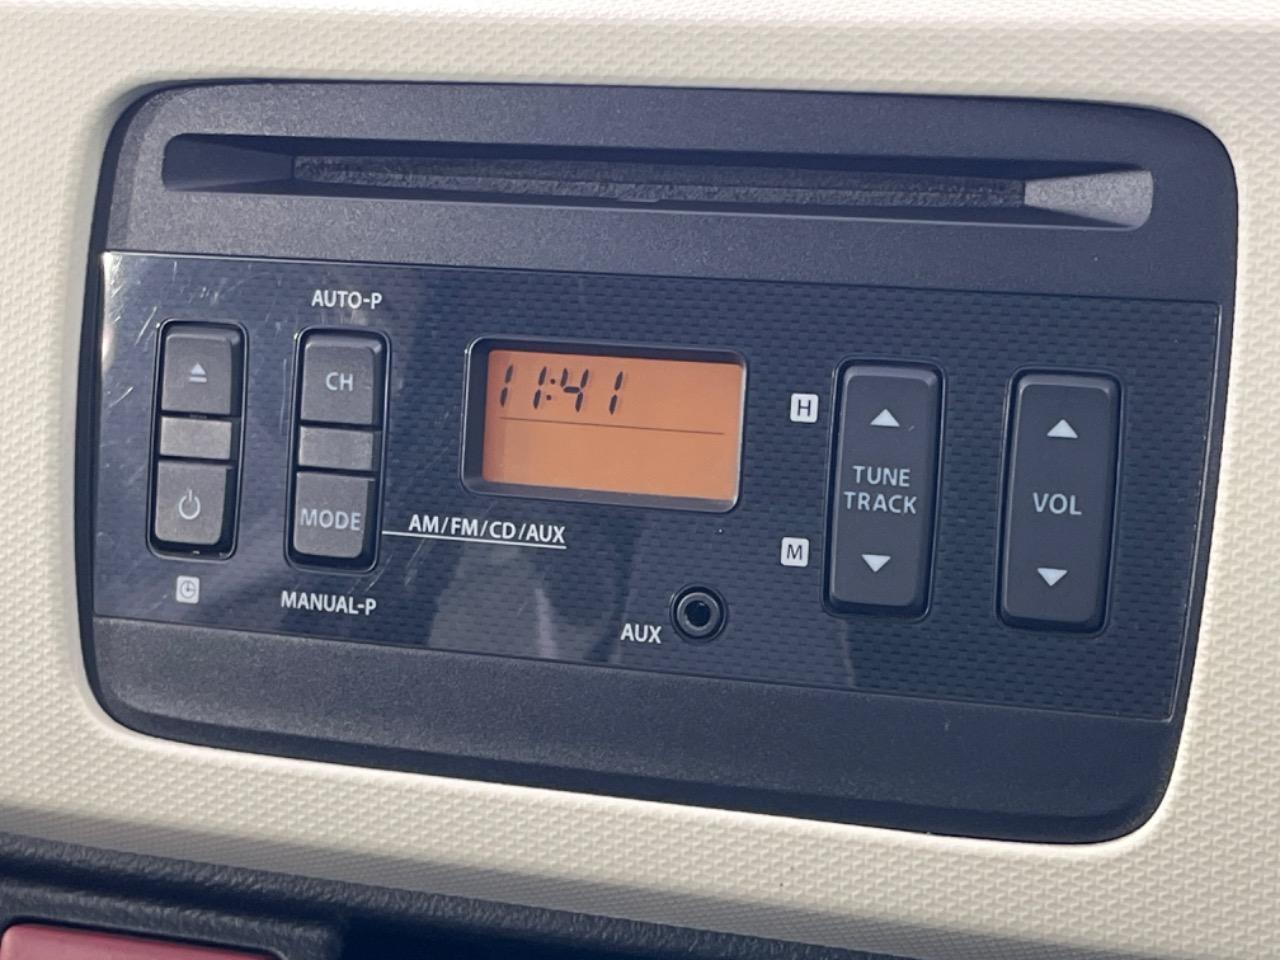 AUTO-P
CH
11:41
H
TUNE
TRACK
VOL
MODE
AM/FM/CD/AUX
M
MANUAL-P
AUX